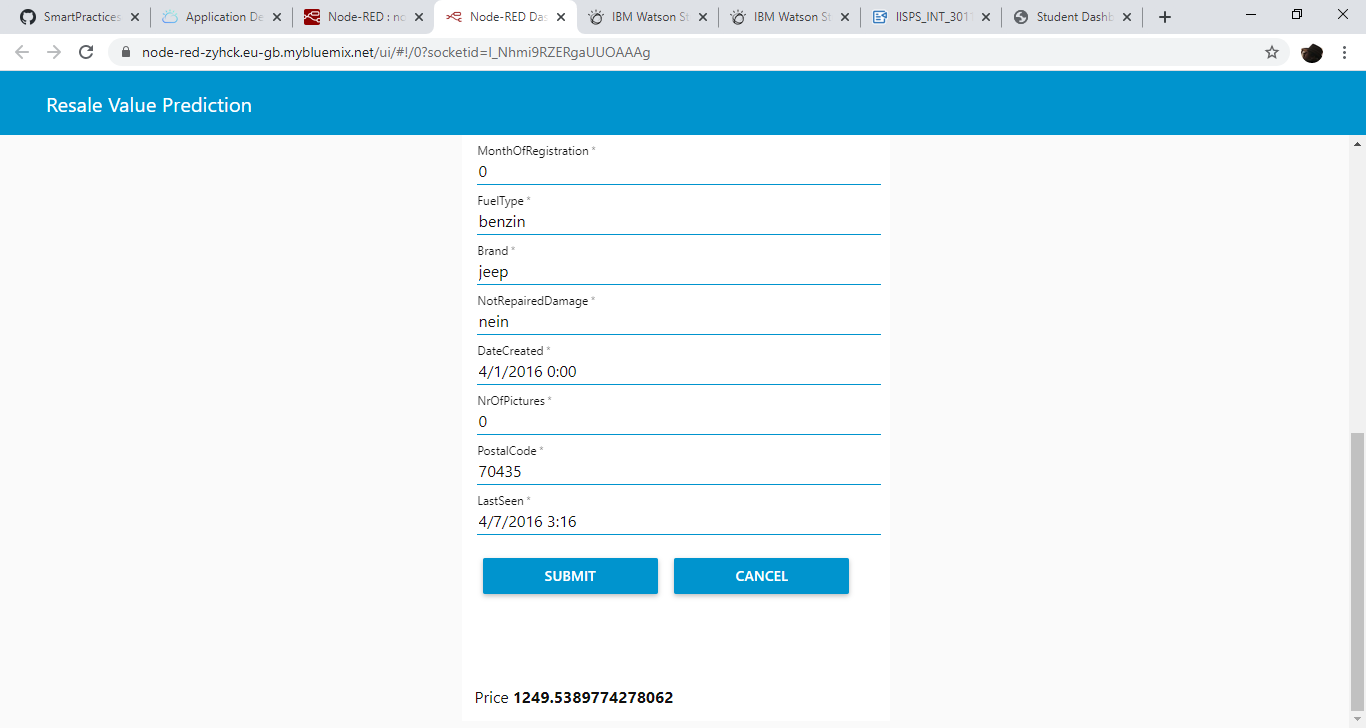 SmartPractices
Application De
Node-RED : no
Node-RED Das
IBM Watson St
IBM Watson St
IISPS_INT_301
Student Dashb
node-red-zyhck.eu-gb.mybluemix.net/ui/#!/0?socketid=I_Nhmi9RZERgaUUOAAAg
Resale Value Prediction
MonthOfRegistration *
0
FuelType *
benzin
Brand *
jeep
NotRepairedDamage *
nein
DateCreated *
4/1/2016 0:00
NrOfPictures *
0
PostalCode *
70435
LastSeen *
4/7/2016 3:16
SUBMIT CANCEL
Price 1249.5389774278062